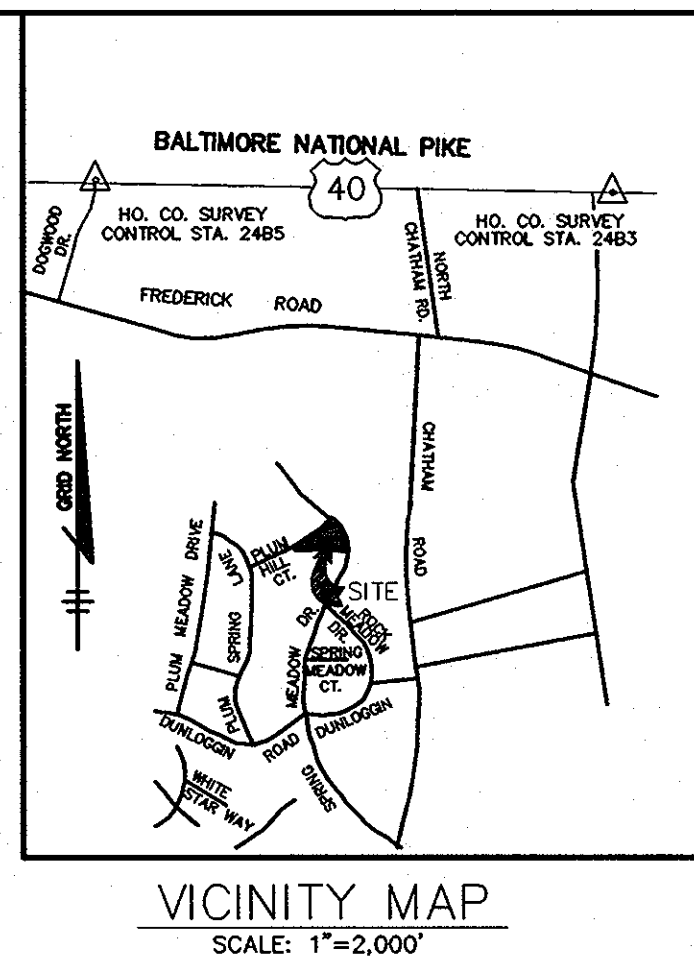 BALTIMORE NATIONAL PIKE
40
HO. CO. SURVEY
CONTROL STA. 24B5
HO. CO. SURVEY
CONTROL STA. 24B3
DOGWOOD
DR.
NORTH
CHATHAM RD.
FREDERICK ROAD
GRID NORTH
CHATHAM ROAD
PLUM MEADOW DRIVE
PLUM SPRING LANE
PLUM
HILL
CT.
SITE
ROCK
MEADOW
DR.
SPRING MEADOW DR.
SPRING
MEADOW
CT.
DUNLOGGIN ROAD DUNLOGGIN
WHITE
STAR WAY
VICINITY MAP
SCALE: 1"=2,000'